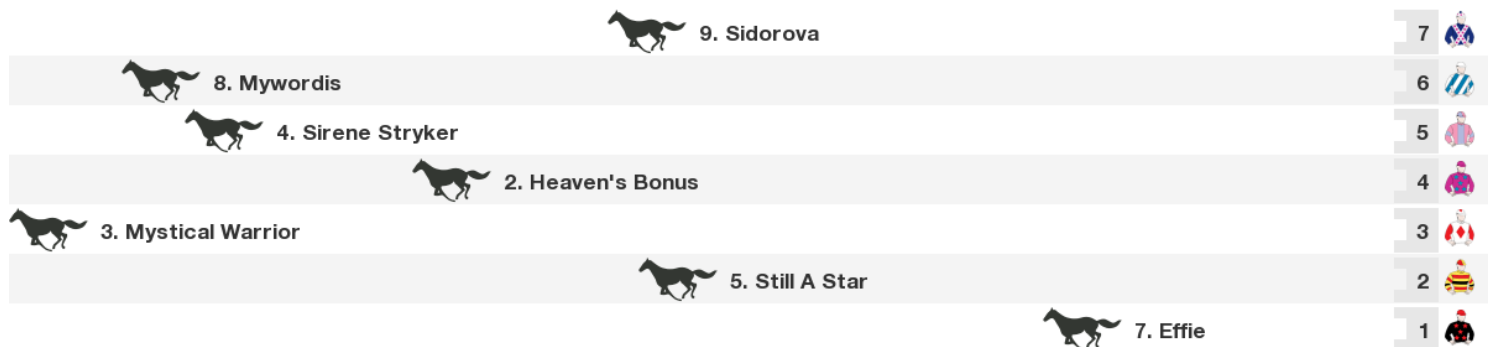 9. Sidorova 7
8. Mywordis 6
4. Sirene Stryker 5
2. Heaven's Bonus 4
3. Mystical Warrior 3
5. Still A Star 2
7. Effie 1